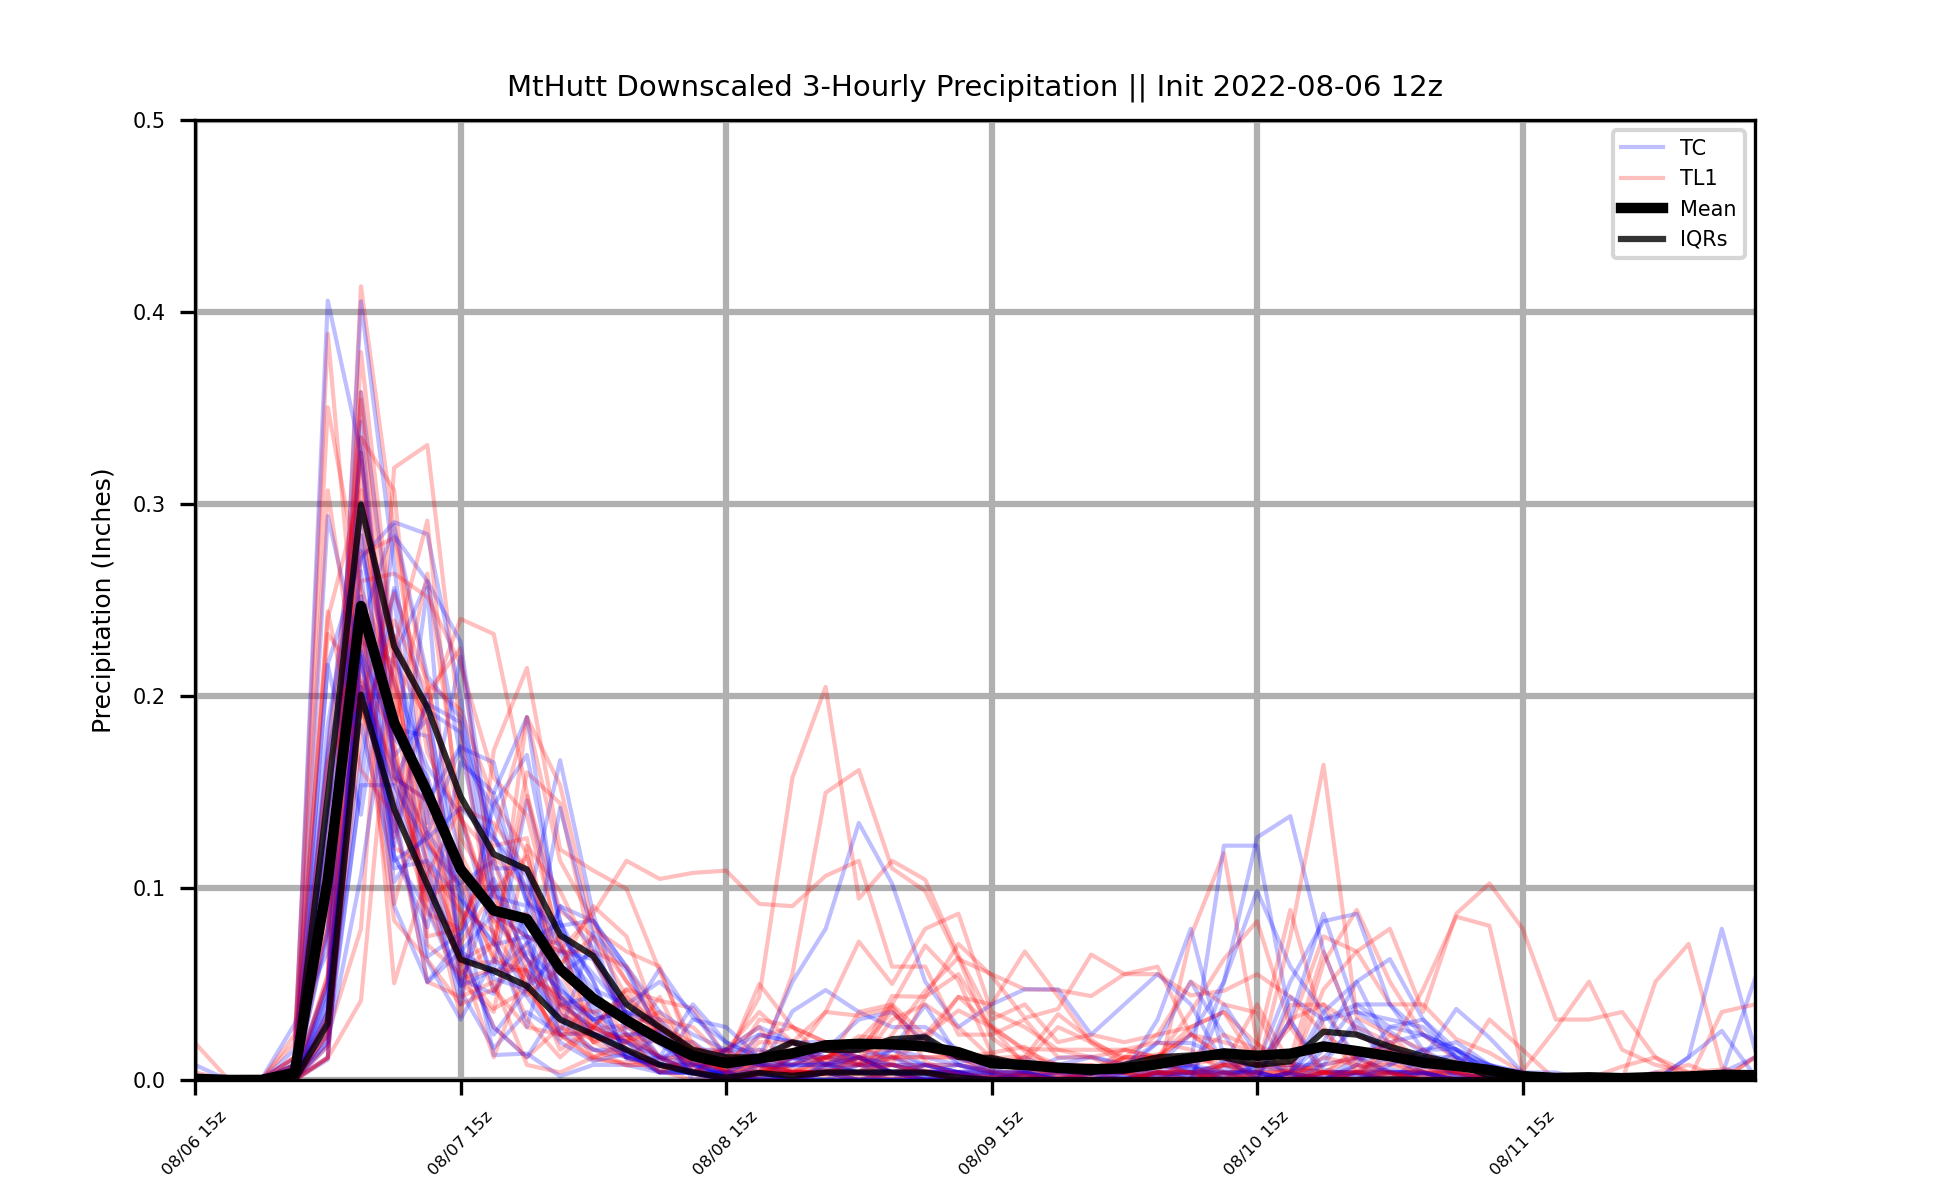 MtHutt Downscaled 3-Hourly Precipitation || Init 2022-08-06 12z
0.5
0.4
0.3
0.2
0.1
0.0
Precipitation (Inches)
TC
TL1
Mean
IQRs
08/06 15z
08/07 15z
08/08 15z
08/09 15z
08/10 15z
08/11 15z